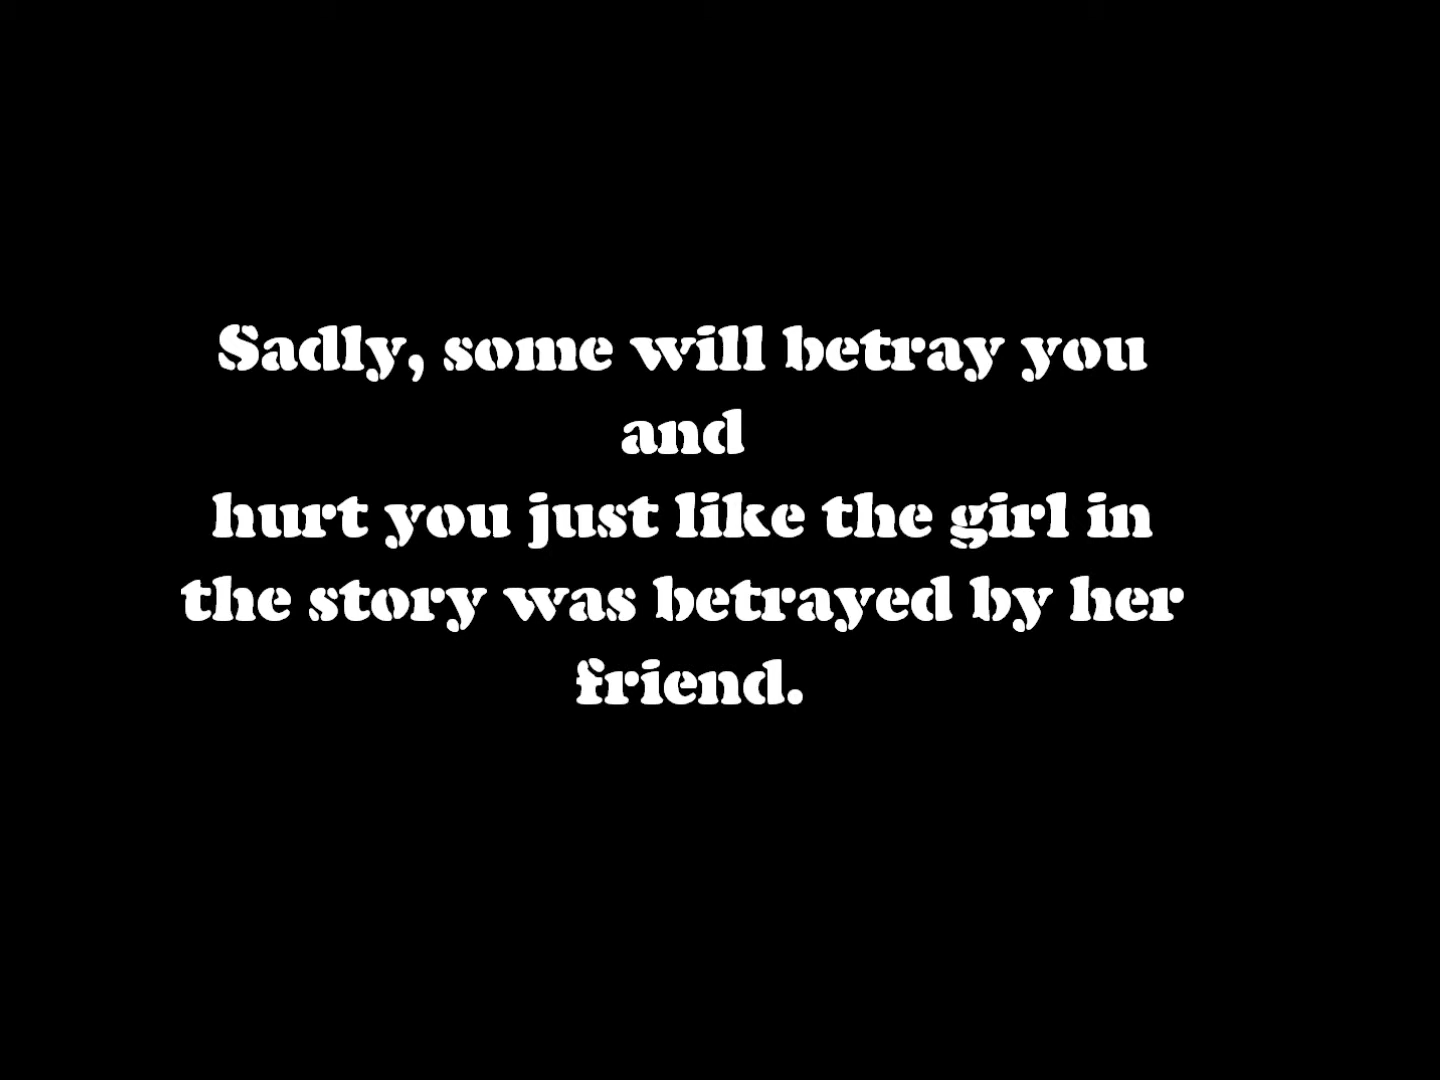 Sadly, some will betray you
and
hurt you just like the girl in
the story was betrayed by her
friend.